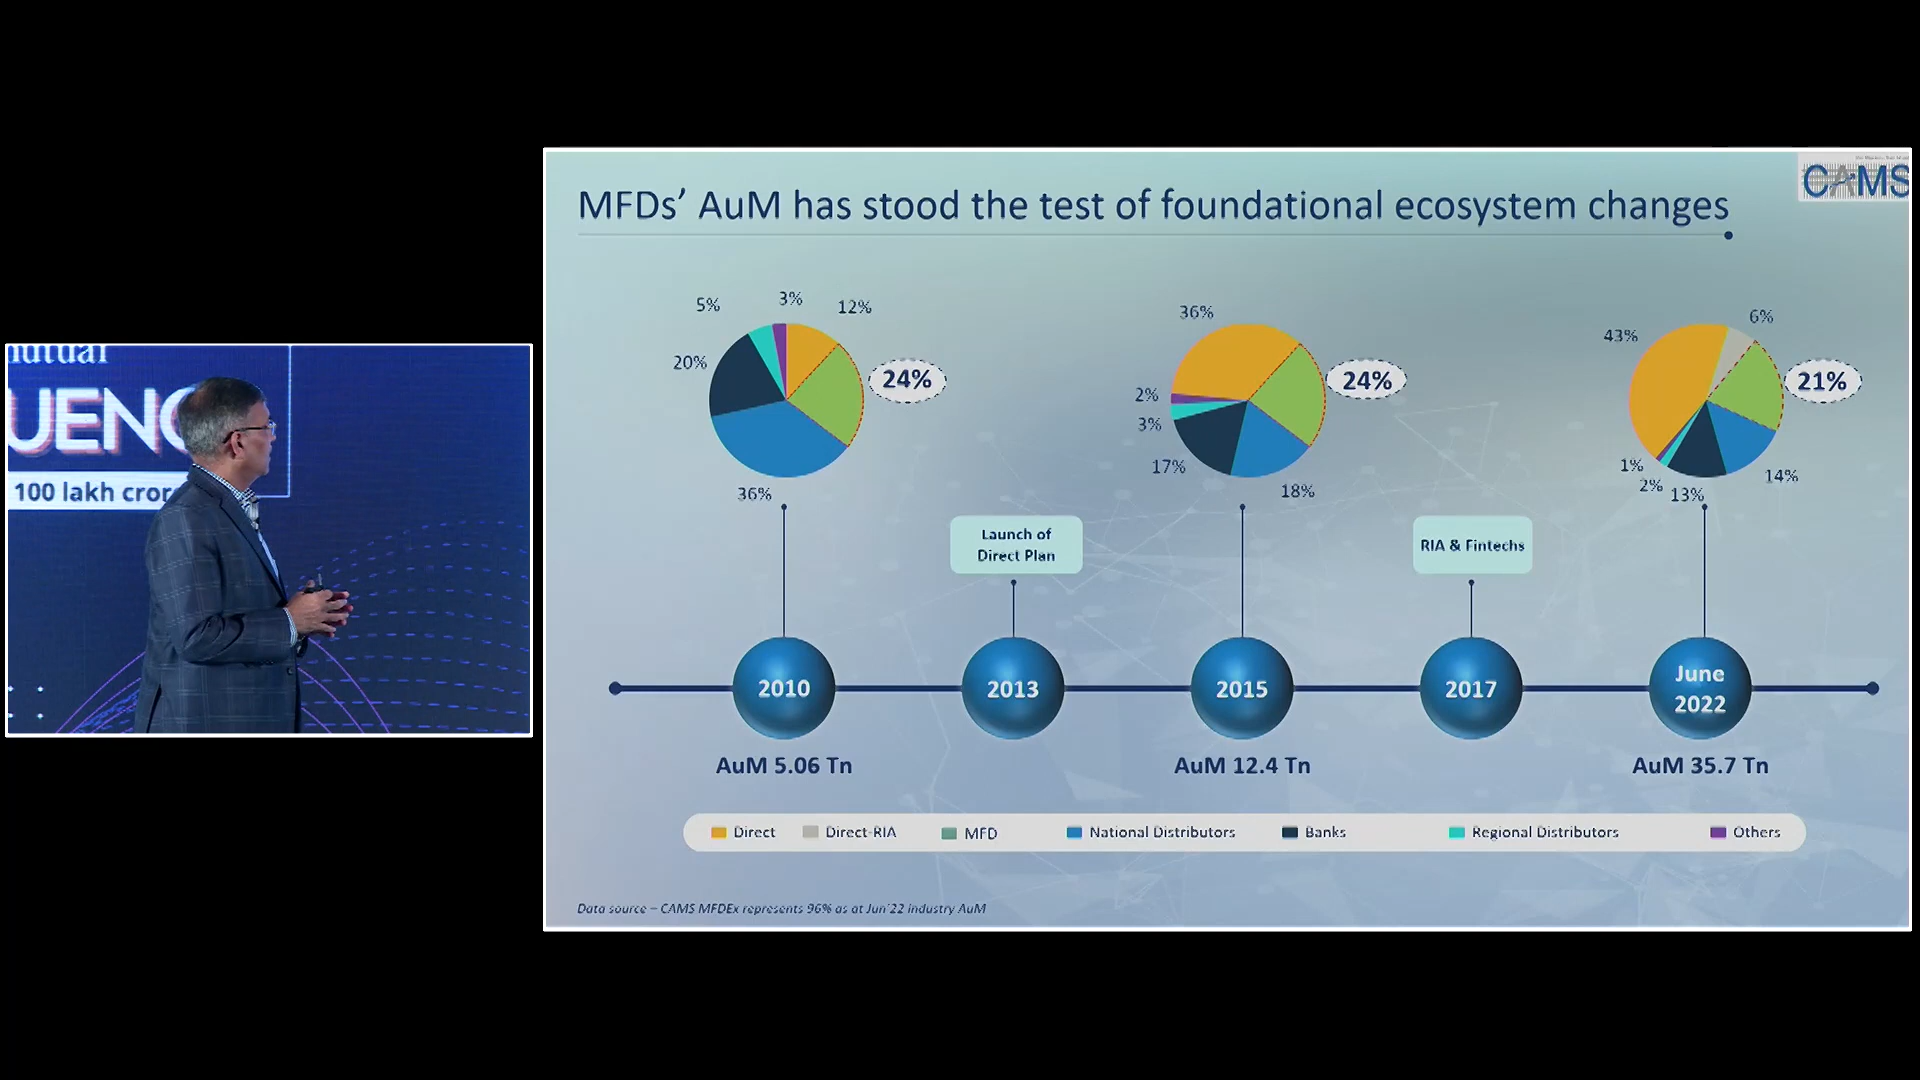 mutual
UENC
100 lakh crore
CAMS
MFDs’ AuM has stood the test of foundational ecosystem changes
5%
3%
12%
20%
24%
36%
36%
2%
3%
17%
24%
18%
43%
6%
21%
1%
2%
13%
14%
Launch of
Direct Plan
RIA & Fintechs
2010
2013
2015
2017
June
2022
AuM 5.06 Tn
AuM 12.4 Tn
AuM 35.7 Tn
Direct
Direct-RIA
MFD
National Distributors
Banks
Regional Distributors
Others
Data source – CAMS MFDEx represents 96% as at Jun’22 industry AuM